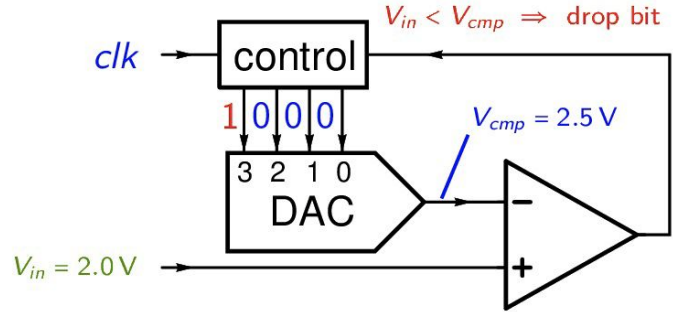 V_in < V_cmp ⇒ drop bit
clk
control
1 0 0 0
V_cmp = 2.5 V
3 2 1 0
DAC
−
V_in = 2.0 V
+